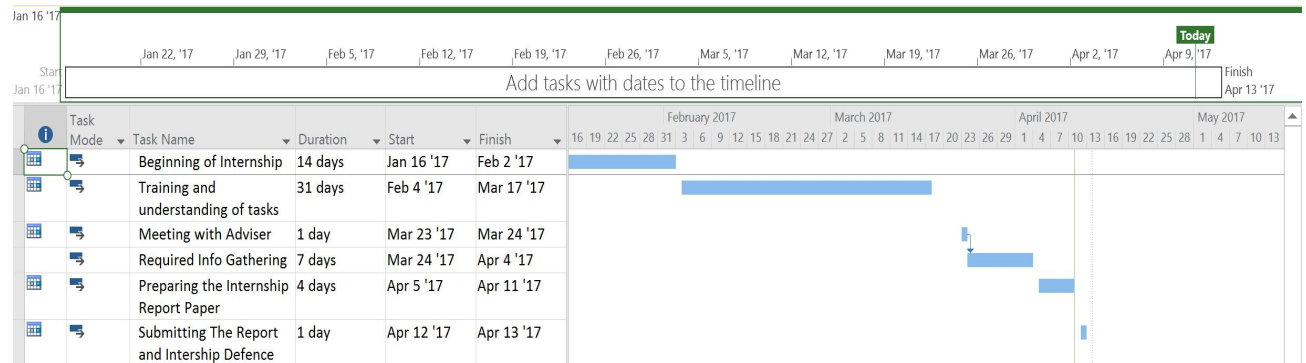 Jan 16 '17
Today
Jan 22, '17 Jan 29, '17 Feb 5, '17 Feb 12, '17 Feb 19, '17 Feb 26, '17 Mar 5, '17 Mar 12, '17 Mar 19, '17 Mar 26, '17 Apr 2, '17 Apr 9, '17
Start
Jan 16 '17
Add tasks with dates to the timeline
Finish
Apr 13 '17
Task Mode Task Name Duration Start Finish
February 2017 March 2017 April 2017 May 2017
16 19 22 25 28 31 3 6 9 12 15 18 21 24 27 2 5 8 11 14 17 20 23 26 29 1 4 7 10 13 16 19 22 25 28 1 4 7 10 13
Beginning of Internship 14 days Jan 16 '17 Feb 2 '17
Training and 31 days Feb 4 '17 Mar 17 '17
understanding of tasks
Meeting with Adviser 1 day Mar 23 '17 Mar 24 '17
Required Info Gathering 7 days Mar 24 '17 Apr 4 '17
Preparing the Internship 4 days Apr 5 '17 Apr 11 '17
Report Paper
Submitting The Report 1 day Apr 12 '17 Apr 13 '17
and Intership Defence